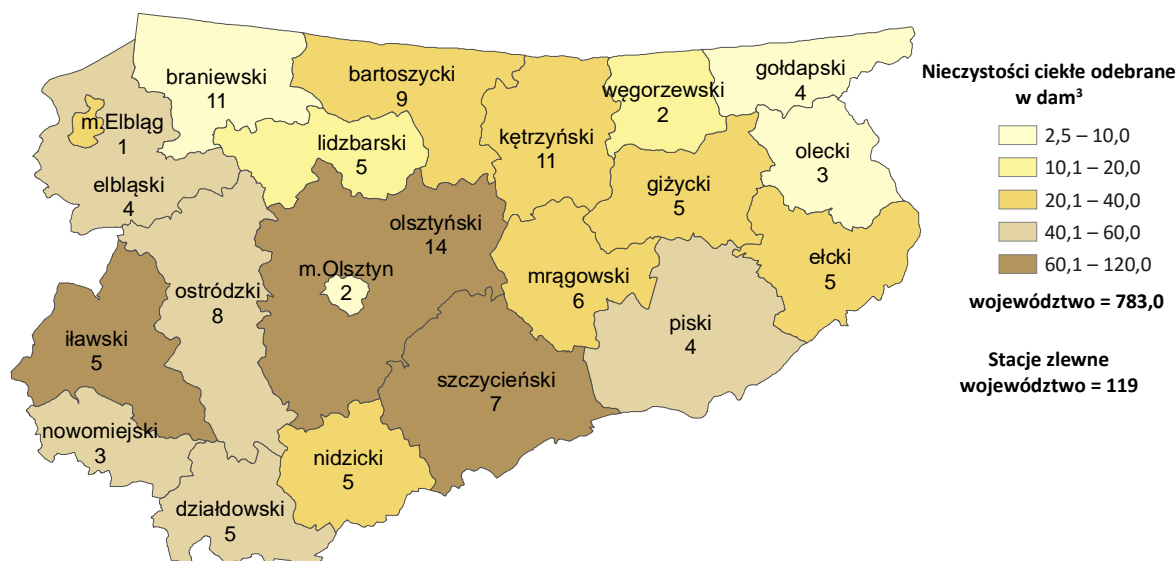 braniewski
11
bartoszycki
9
węgorzewski
2
gołdapski
4
m.Elbląg
1
lidzbarski
5
kętrzyński
11
olecki
3
elbląski
4
giżycki
5
olsztyński
14
m.Olsztyn
2
mrągowski
6
ełcki
5
ostródzki
8
piski
4
iławski
5
szczycieński
7
nowomiejski
3
nidzicki
5
działdowski
5
Nieczystości ciekłe odebrane
w dam³
2,5 – 10,0
10,1 – 20,0
20,1 – 40,0
40,1 – 60,0
60,1 – 120,0
województwo = 783,0
Stacje zlewne
województwo = 119